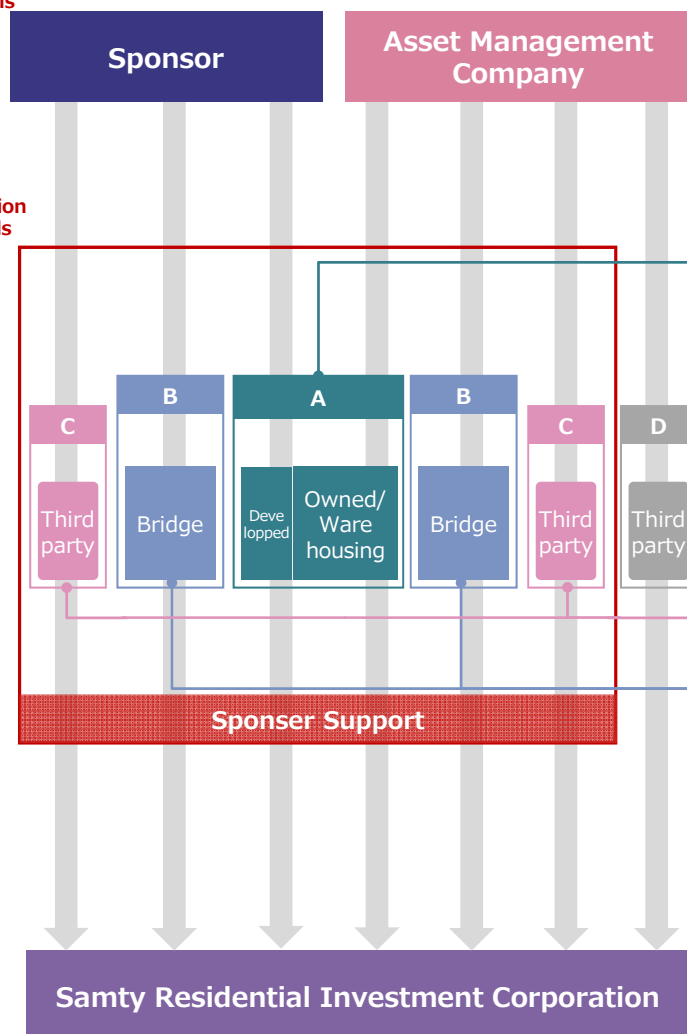 Sponsor
Asset Management
Company
ion
B
A
B
C
C
D
Third
party
Bridge
Deve
lopped
Owned/
Ware
housing
Bridge
Third
party
Third
party
Sponser Support
Samty Residential Investment Corporation